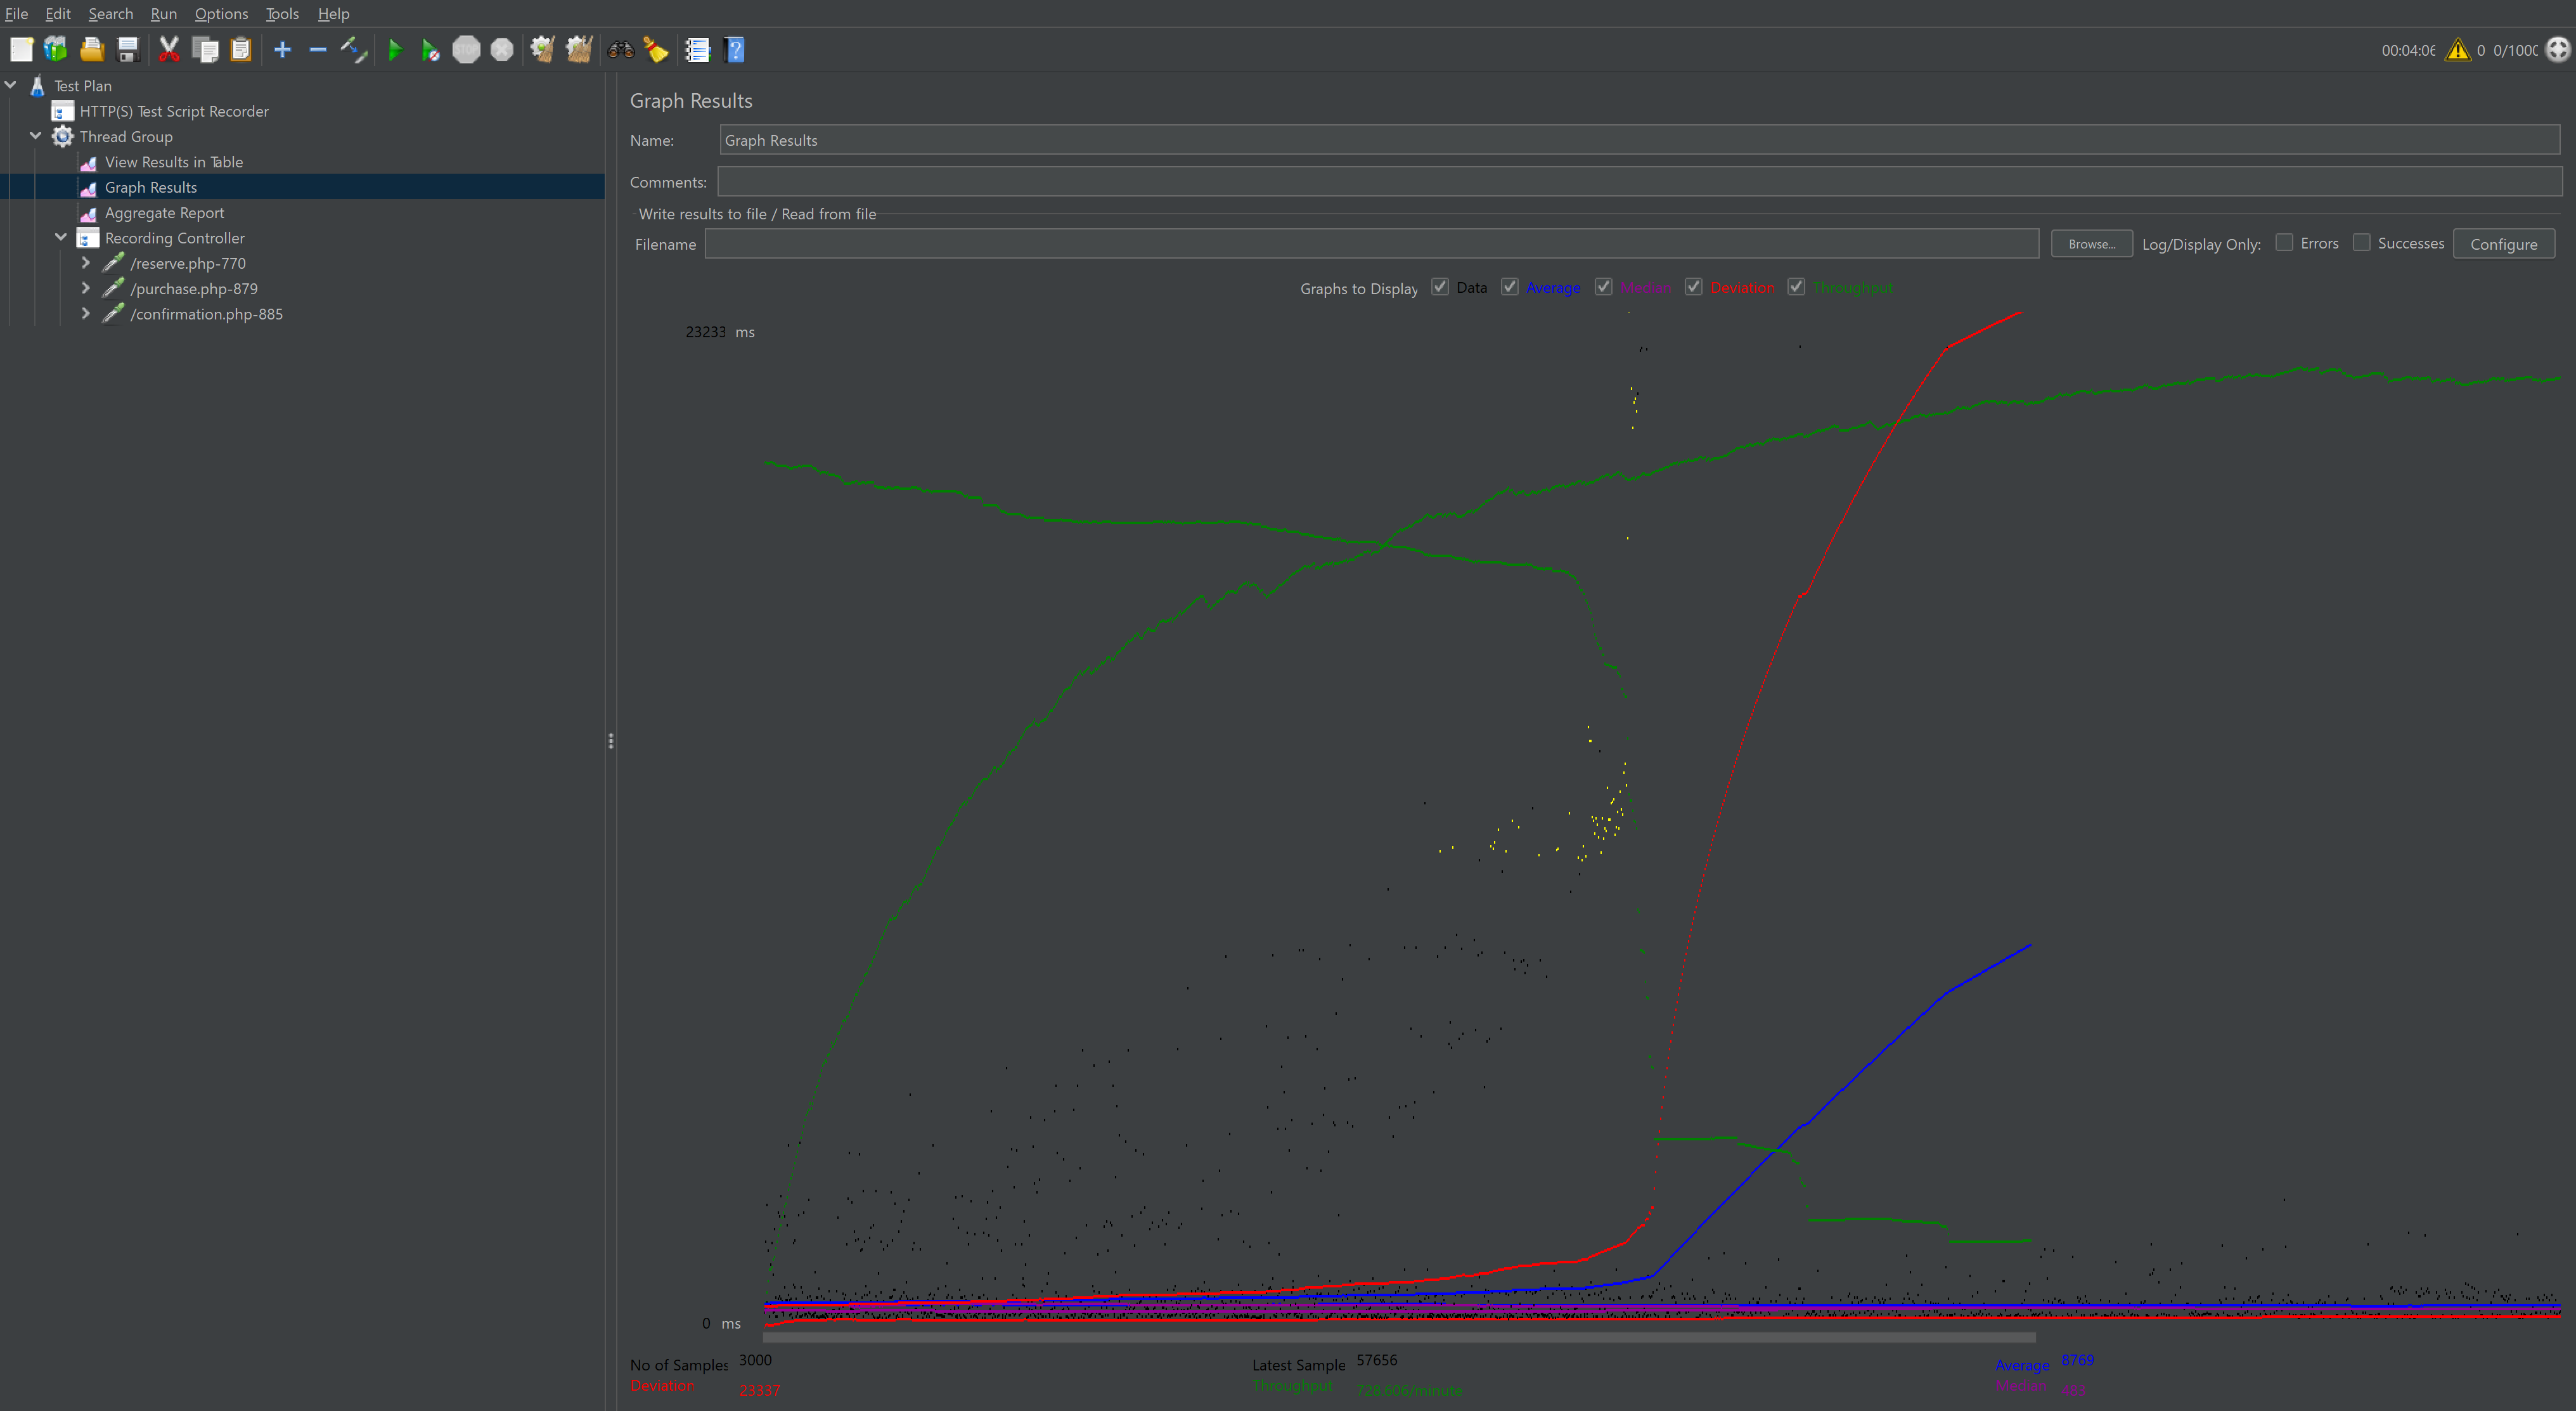 File Edit Search Run Options Tools Help
STOP
00:04:06 0 0/1000
Test Plan
HTTP(S) Test Script Recorder
Thread Group
View Results in Table
Graph Results
Aggregate Report
Recording Controller
/reserve.php-770
/purchase.php-879
/confirmation.php-885
Graph Results
Name: Graph Results
Comments:
Write results to file / Read from file
Filename Browse... Log/Display Only: Errors Successes Configure
Graphs to Display Data Average Median Deviation Throughput
23233 ms
0 ms
No of Samples 3000 Latest Sample 57656 Average 8769
Deviation 23337 Throughput 728.606/minute Median